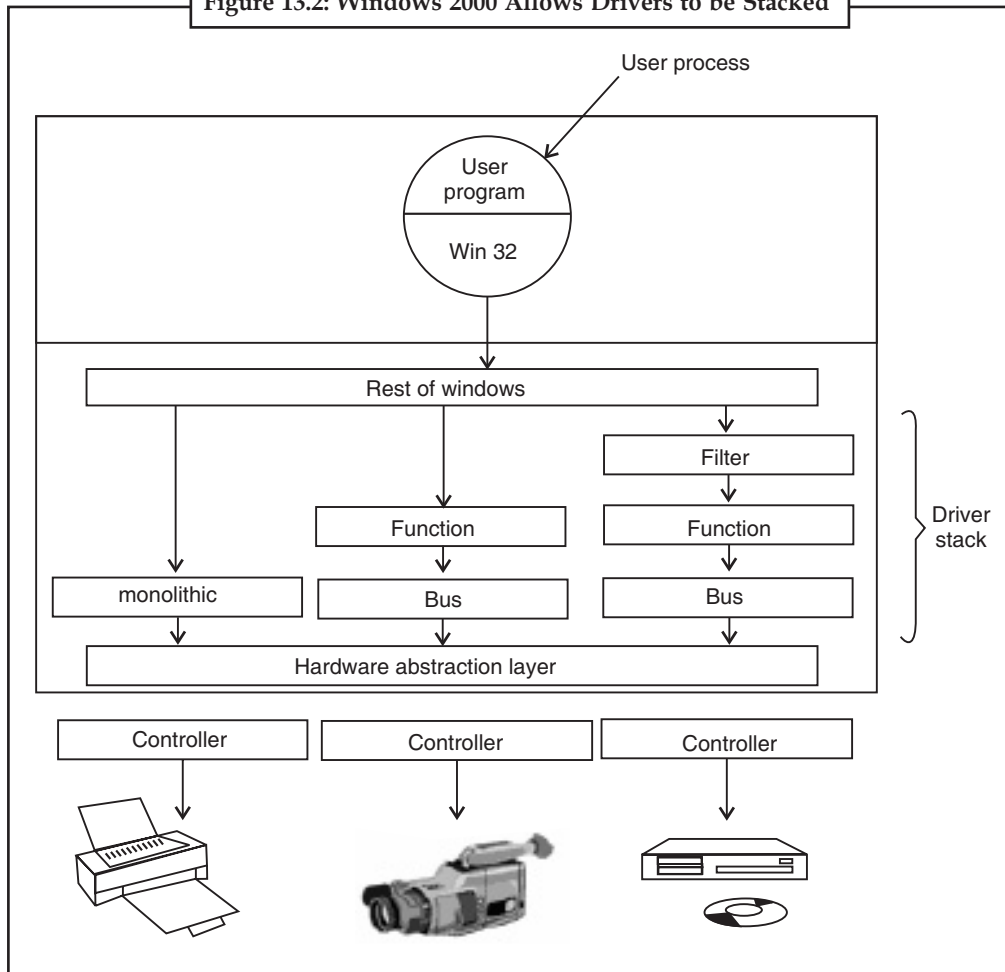 Figure 13.2: Windows 2000 Allows Drivers to be Stacked
User process
User
program
Win 32
Rest of windows
Filter
Function
Function
Driver
stack
monolithic
Bus
Bus
Hardware abstraction layer
Controller
Controller
Controller